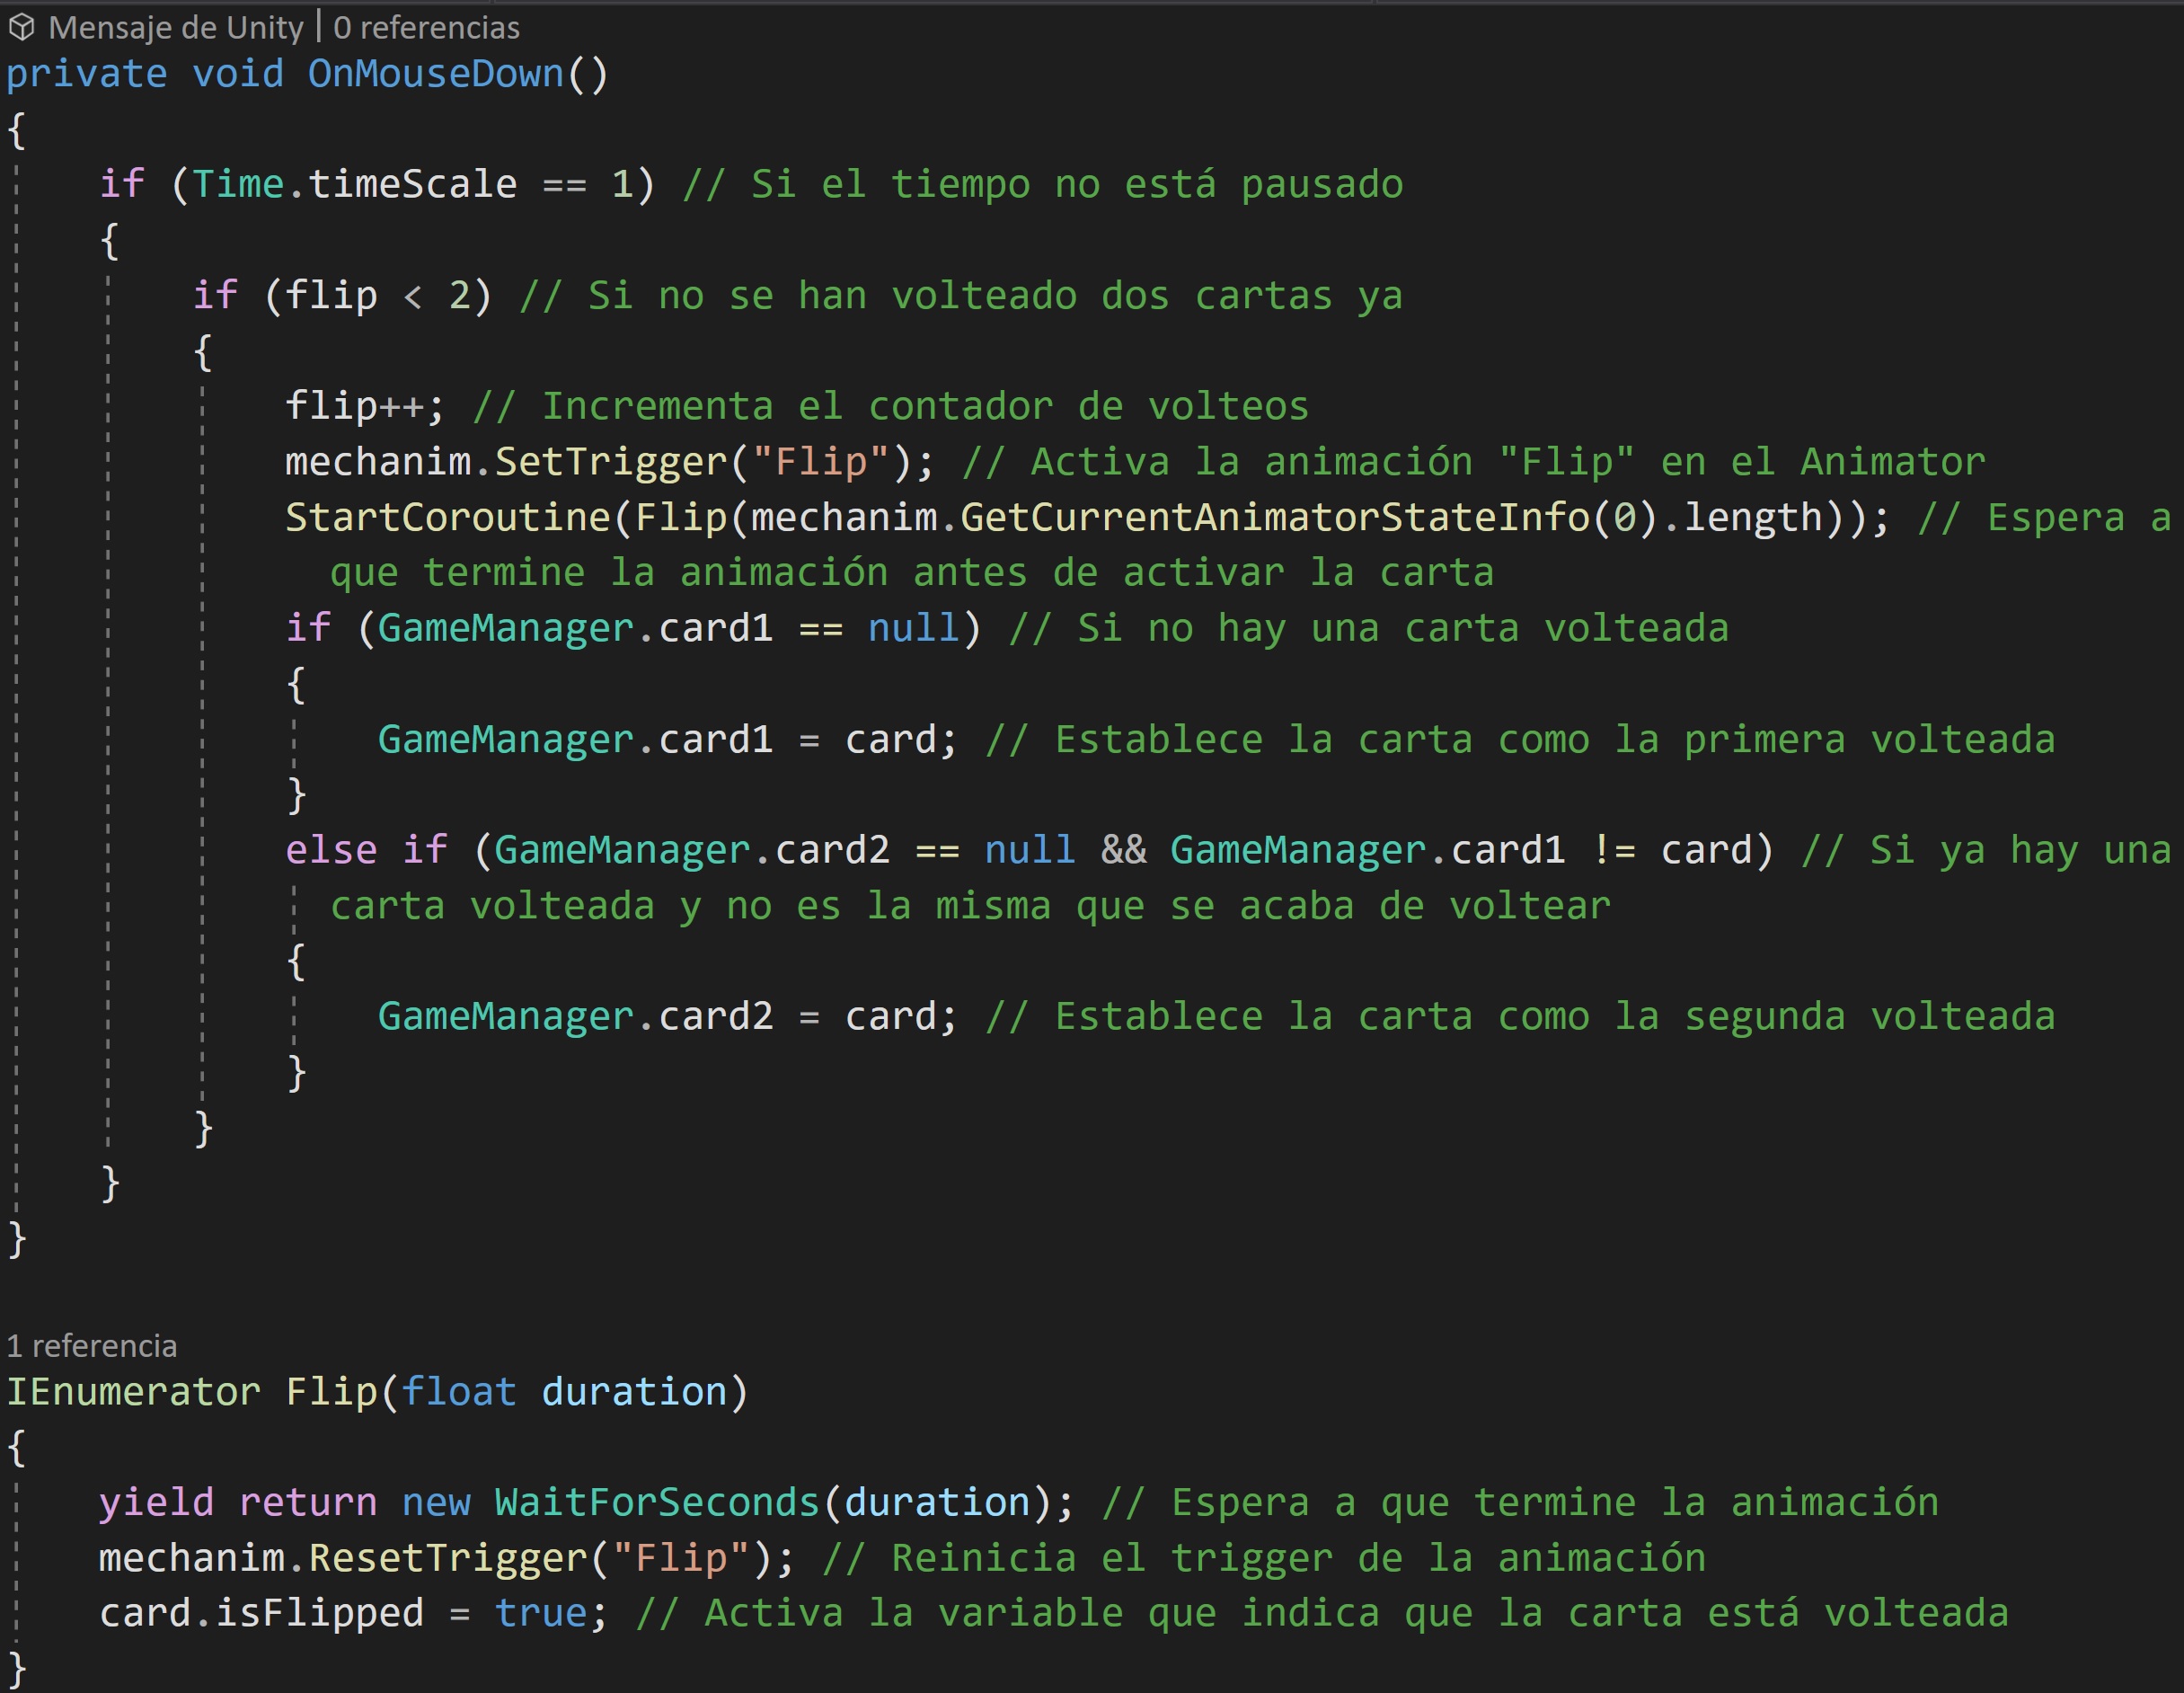 Mensaje de Unity | 0 referencias
private void OnMouseDown()
{
if (Time.timeScale == 1) // Si el tiempo no está pausado
{
if (flip < 2) // Si no se han volteado dos cartas ya
{
flip++; // Incrementa el contador de volteos
mechanim.SetTrigger("Flip"); // Activa la animación "Flip" en el Animator
StartCoroutine(Flip(mechanim.GetCurrentAnimatorStateInfo(0).length)); // Espera a
que termine la animación antes de activar la carta
if (GameManager.card1 == null) // Si no hay una carta volteada
{
GameManager.card1 = card; // Establece la carta como la primera volteada
}
else if (GameManager.card2 == null && GameManager.card1 != card) // Si ya hay una
carta volteada y no es la misma que se acaba de voltear
{
GameManager.card2 = card; // Establece la carta como la segunda volteada
}
}
}
}
1 referencia
IEnumerator Flip(float duration)
{
yield return new WaitForSeconds(duration); // Espera a que termine la animación
mechanim.ResetTrigger("Flip"); // Reinicia el trigger de la animación
card.isFlipped = true; // Activa la variable que indica que la carta está volteada
}